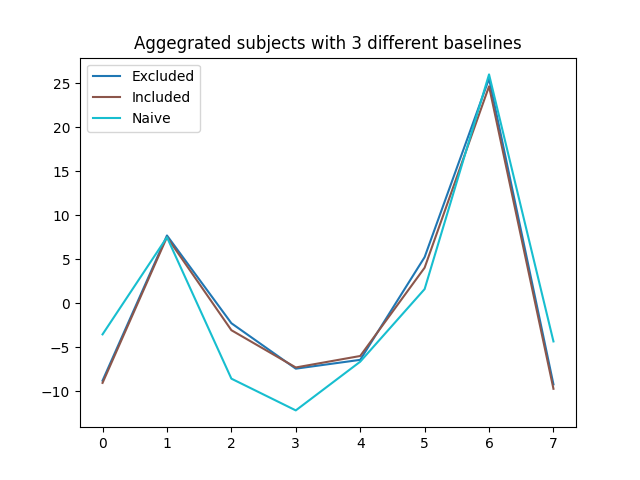 Aggegrated subjects with 3 different baselines
Excluded
Included
Naive
25
20
15
10
5
0
−5
−10
0 1 2 3 4 5 6 7